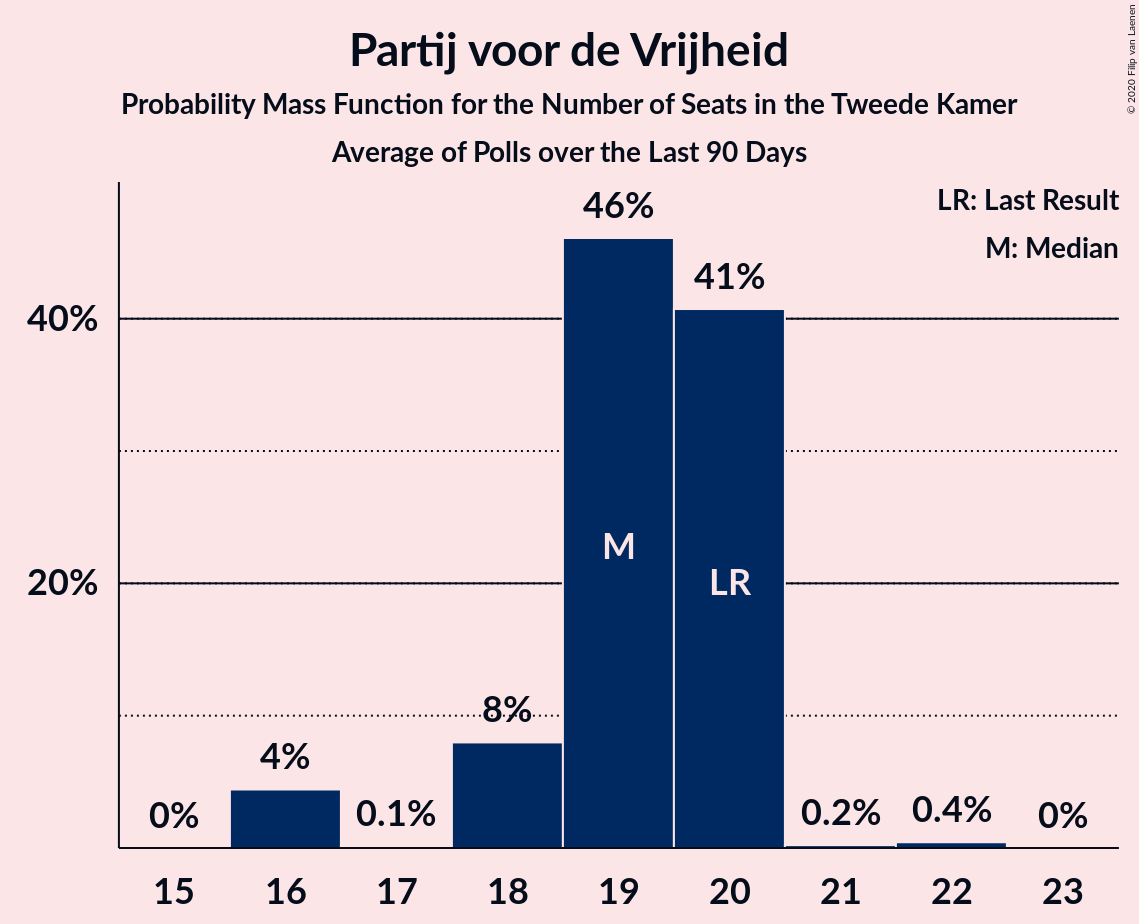 Partij voor de Vrijheid
Probability Mass Function for the Number of Seats in the Tweede Kamer
Average of Polls over the Last 90 Days
© 2020 Filip van Laenen
LR: Last Result
M: Median
46%
41%
40%
M
LR
20%
8%
4%
0%
0.1%
0.2%
0.4%
0%
15 16 17 18 19 20 21 22 23